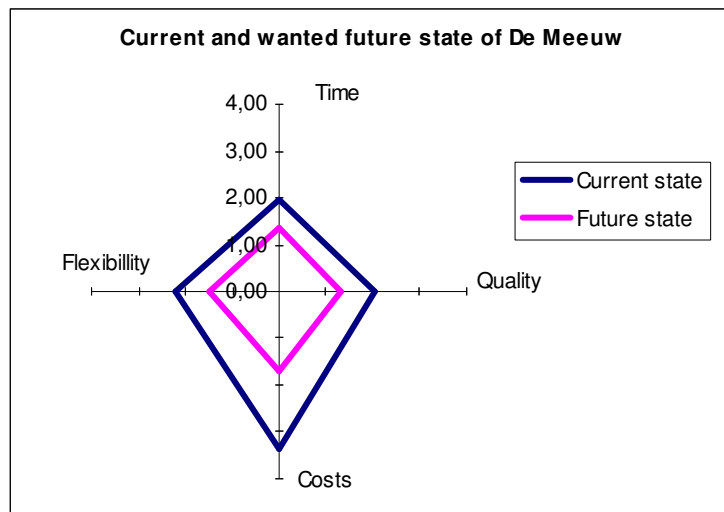 Current and wanted future state of De Meeuw
Time
4,00
3,00
2,00
1,00
0,00
Flexibillity
Quality
Costs
Current state
Future state